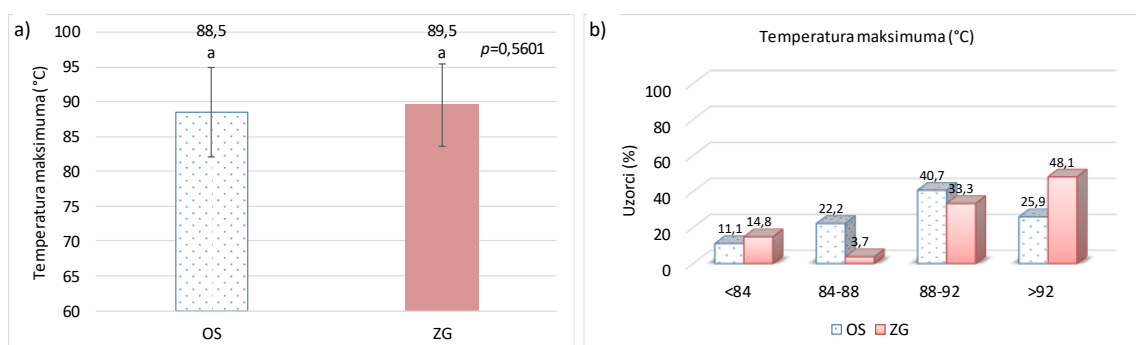 a)
88,5
89,5
a
a
p=0,5601
Temperatura maksimuma (°C)
100
95
90
85
80
75
70
65
60
OS
ZG
b)
Temperatura maksimuma (°C)
Uzorci (%)
100
80
60
40
20
0
11,1
14,8
22,2
3,7
40,7
33,3
25,9
48,1
<84
84-88
88-92
>92
OS
ZG